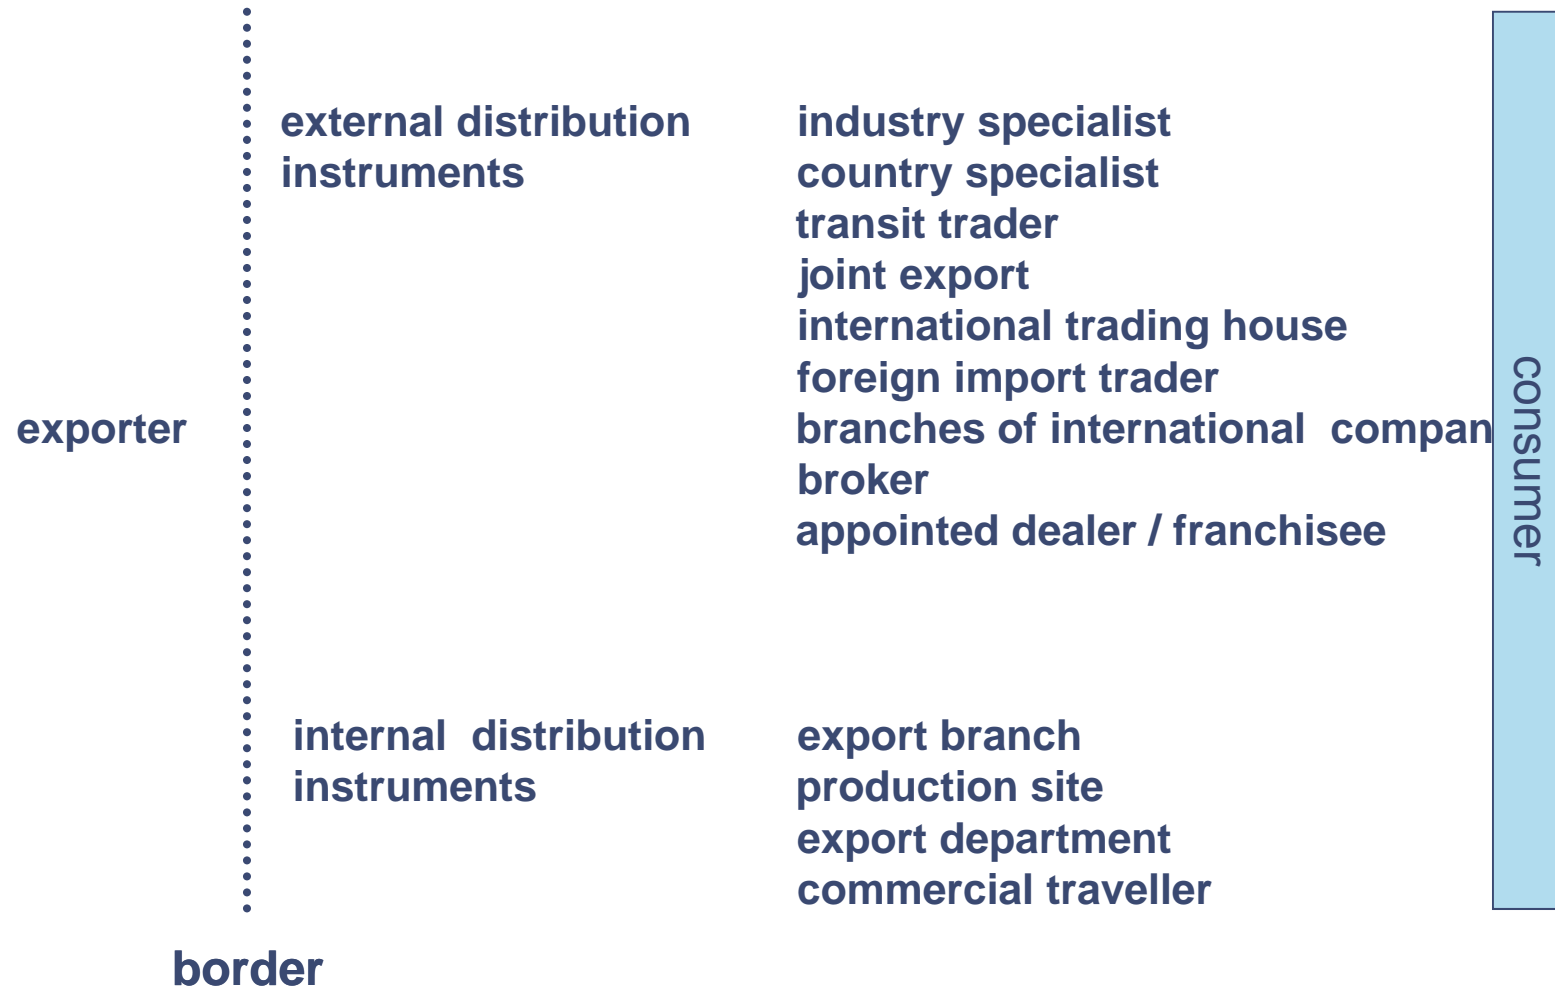 external distribution
instruments
industry specialist
country specialist
transit trader
joint export
international trading house
foreign import trader
exporter
branches of international  compan
broker
appointed dealer / franchisee
consumer
internal  distribution
instruments
export branch
production site
export department
commercial traveller
border